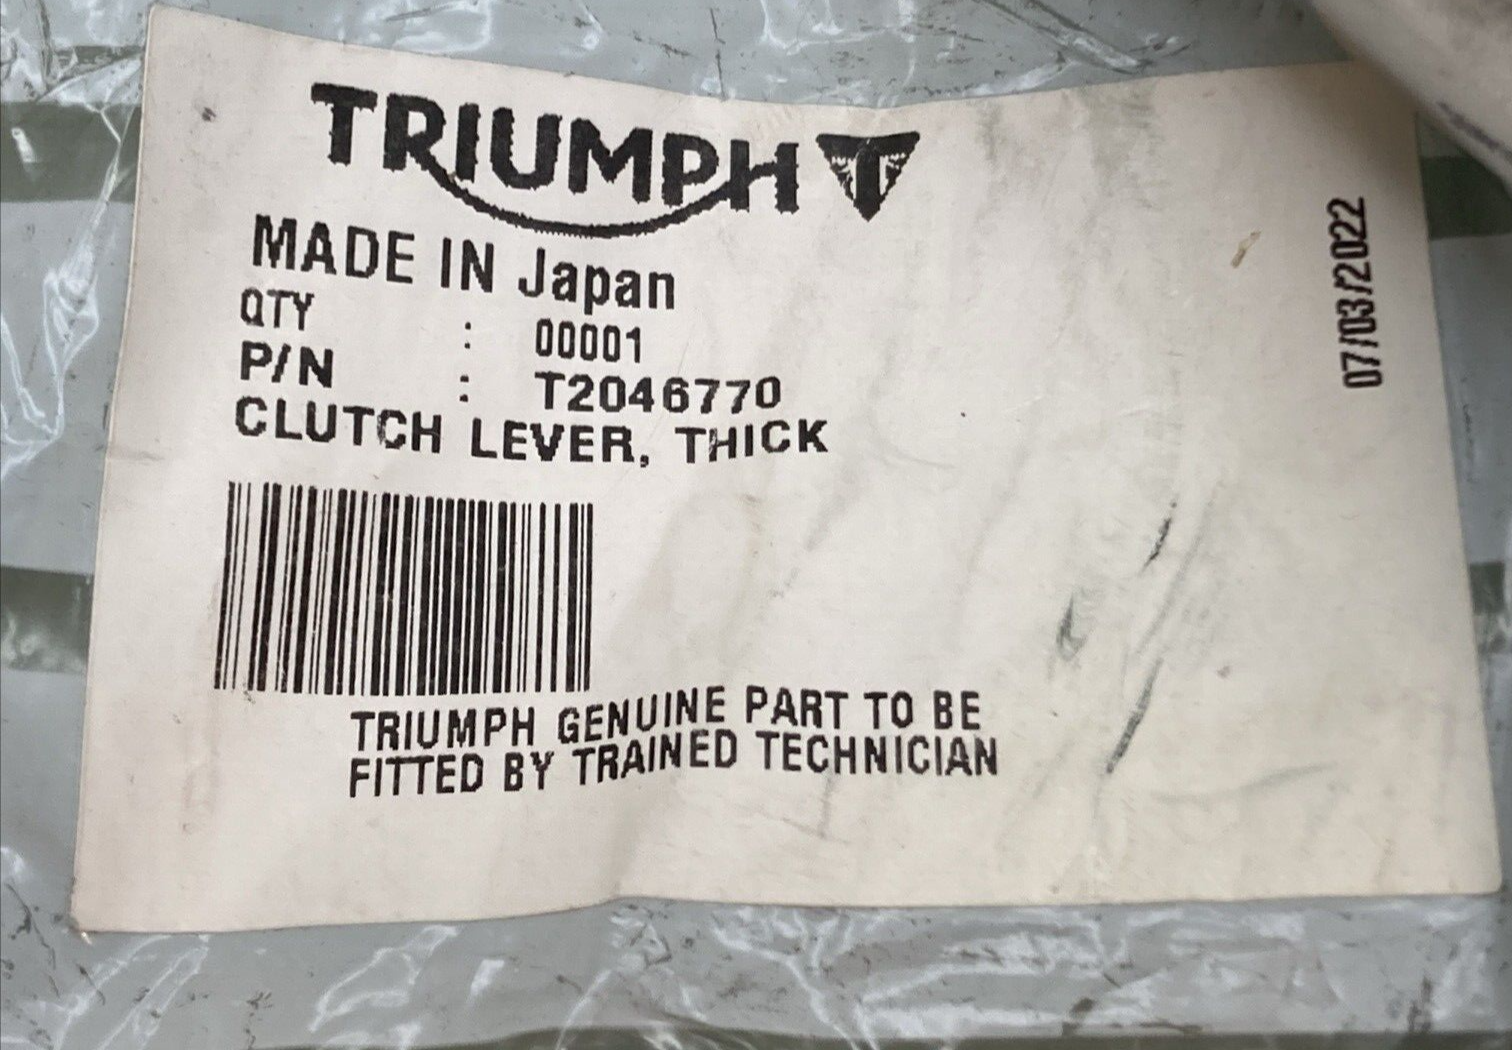 TRIUMPH T
MADE IN Japan
QTY : 00001
P/N : T2046770
CLUTCH LEVER, THICK
TRIUMPH GENUINE PART TO BE
FITTED BY TRAINED TECHNICIAN
07/03/2022